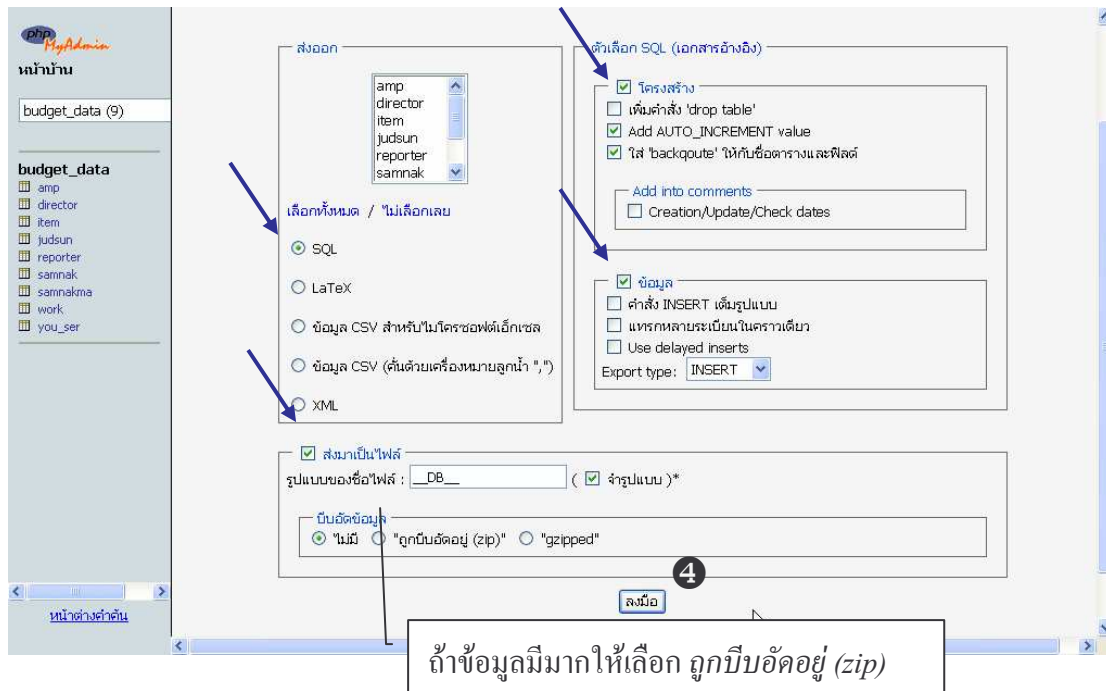 php
MyAdmin
หน้าบ้าน
budget_data (9)
budget_data
amp
director
item
judsun
reporter
samnak
samnakma
work
you_ser
หน้าต่างคำค้น
ส่งออก
amp
director
item
judsun
reporter
samnak
เลือกทั้งหมด / ไม่เลือกเลย
SQL
LaTeX
ข้อมูล CSV สำหรับไมโครซอฟต์เอ็กเซล
ข้อมูล CSV (คั่นด้วยเครื่องหมายลูกน้ำ ",")
XML
ตัวเลือก SQL (เอกสารอ้างอิง)
โครงสร้าง
เพิ่มคำสั่ง 'drop table'
Add AUTO_INCREMENT value
ใส่ 'backqoute' ให้กับชื่อตารางและฟิลด์
Add into comments
Creation/Update/Check dates
ข้อมูล
คำสั่ง INSERT เต็มรูปแบบ
แทรกหลายระเบียนในคราวเดียว
Use delayed inserts
Export type: INSERT
ส่งมาเป็นไฟล์
รูปแบบของชื่อไฟล์ : __DB__ ( จำรูปแบบ )*
บีบอัดข้อมูล
ไม่มี "ถูกบีบอัดอยู่ (zip)" "gzipped"
4
ลงมือ
ถ้าข้อมูลมีมากให้เลือก ถูกบีบอัดอยู่ (zip)